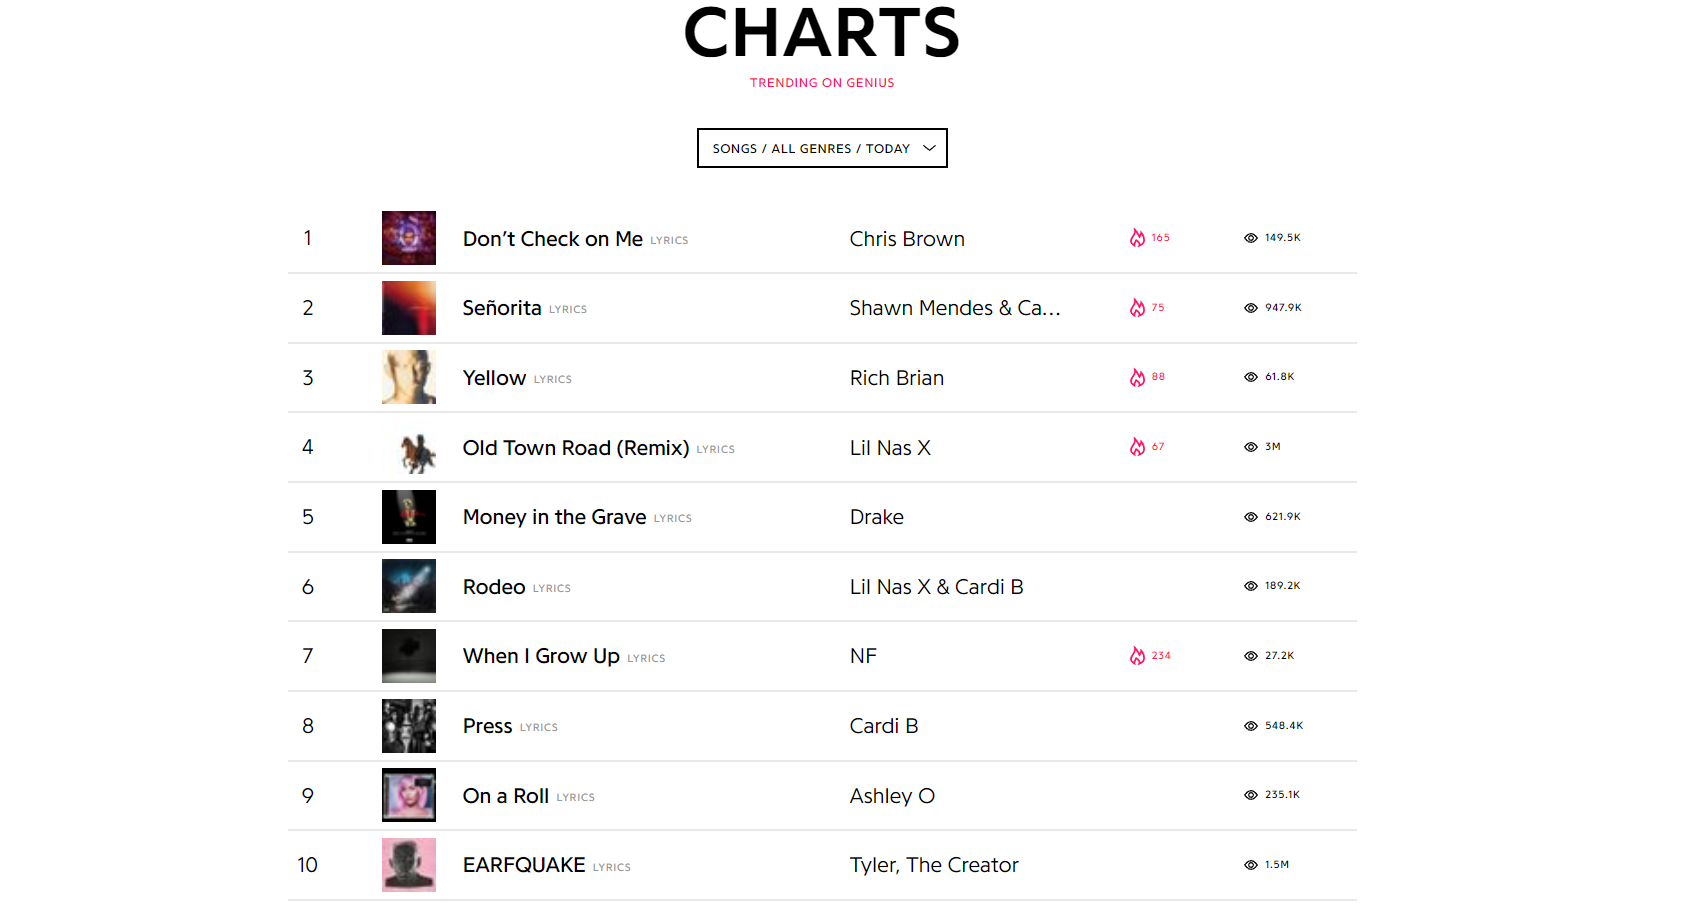 CHARTS
TRENDING ON GENIUS
SONGS / ALL GENRES / TODAY
1 Don’t Check on Me LYRICS Chris Brown 165 149.5K
2 Señorita LYRICS Shawn Mendes & Ca... 75 947.9K
3 Yellow LYRICS Rich Brian 88 61.8K
4 Old Town Road (Remix) LYRICS Lil Nas X 67 3M
5 Money in the Grave LYRICS Drake 621.9K
6 Rodeo LYRICS Lil Nas X & Cardi B 189.2K
7 When I Grow Up LYRICS NF 234 27.2K
8 Press LYRICS Cardi B 548.4K
9 On a Roll LYRICS Ashley O 235.1K
10 EARFQUAKE LYRICS Tyler, The Creator 1.5M